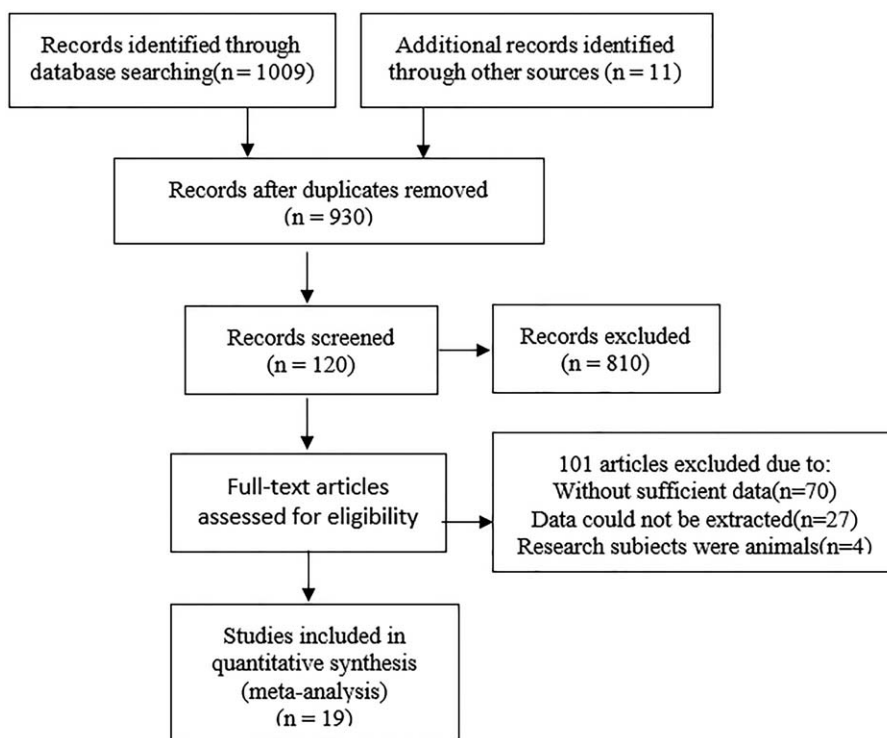 Records identified through
database searching(n= 1009)
Additional records identified
through other sources (n = 11)
Records after duplicates removed
(n = 930)
Records screened
(n = 120)
Records excluded
(n = 810)
Full-text articles
assessed for eligibility
101 articles excluded due to:
Without sufficient data(n=70)
Data could not be extracted(n=27)
Research subjects were animals(n=4)
Studies included in
quantitative synthesis
(meta-analysis)
(n = 19)